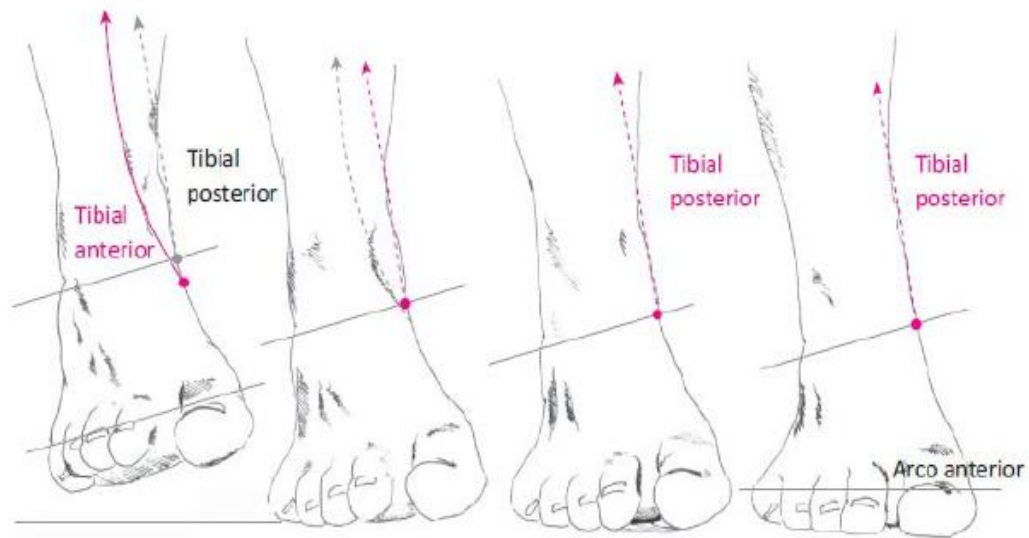 Tibial
posterior
Tibial
anterior
Tibial
posterior
Tibial
posterior
Arco anterior